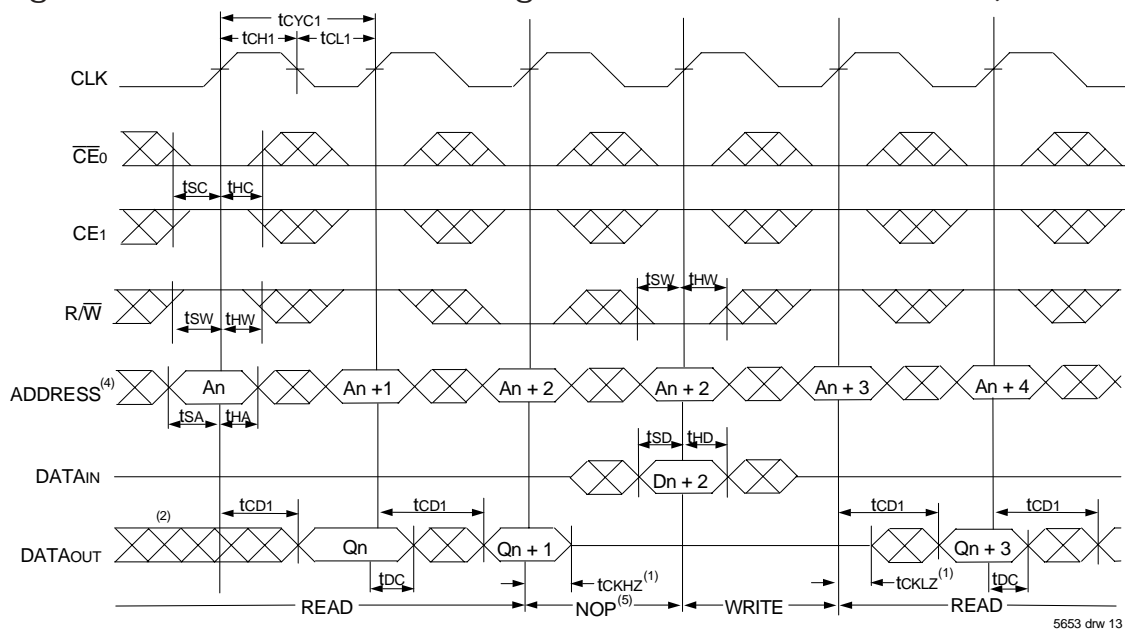 tCYC1
tCH1 tCL1
CLK
CE0
tSC tHC
CE1
tSW tHW
R/W
tSW tHW
ADDRESS(4) An An + 1 An + 2 An + 2 An + 3 An + 4
tSA tHA
tSD tHD
DATAIN Dn + 2
tCD1 tCD1 tCD1 tCD1
(2)
DATAOUT Qn Qn + 1 Qn + 3
tDC tCKHZ(1) tCKLZ(1) tDC
READ NOP(5) WRITE READ
5653 drw 13